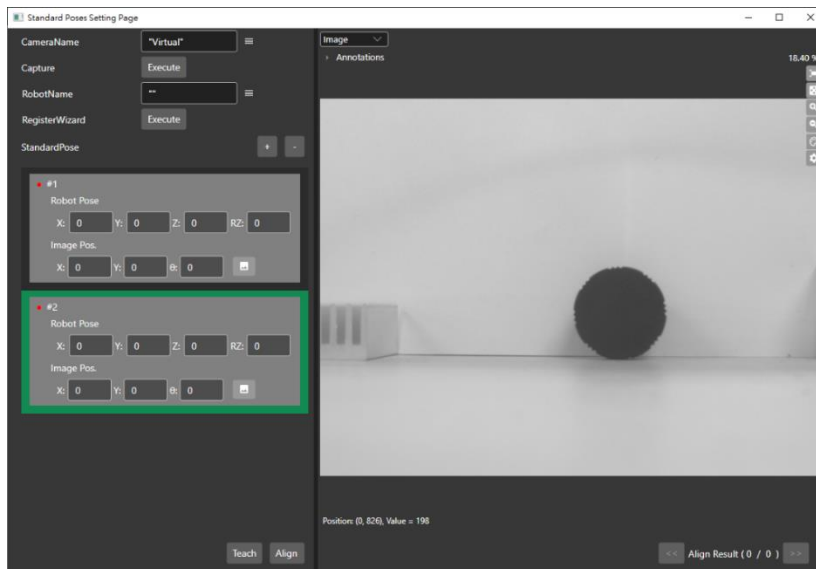 Standard Poses Setting Page
CameraName "Virtual"
Capture Execute
RobotName ""
RegisterWizard Execute
StandardPose + -
#1
Robot Pose
X: 0 Y: 0 Z: 0 RZ: 0
Image Pos.
X: 0 Y: 0 θ: 0
#2
Robot Pose
X: 0 Y: 0 Z: 0 RZ: 0
Image Pos.
X: 0 Y: 0 θ: 0
Teach Align
Image
Annotations
18.40 %
Position: (0, 826), Value = 198
<< Align Result ( 0 / 0 ) >>